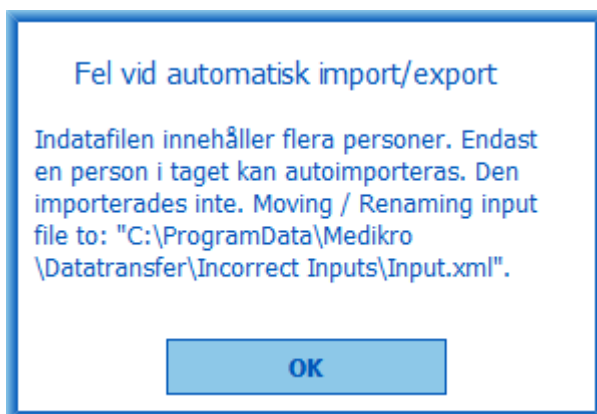 Fel vid automatisk import/export
Indatafilen innehåller flera personer. Endast
en person i taget kan autoimporteras. Den
importerades inte. Moving / Renaming input
file to: "C:\ProgramData\Medikro
\Datatransfer\Incorrect Inputs\Input.xml".
OK